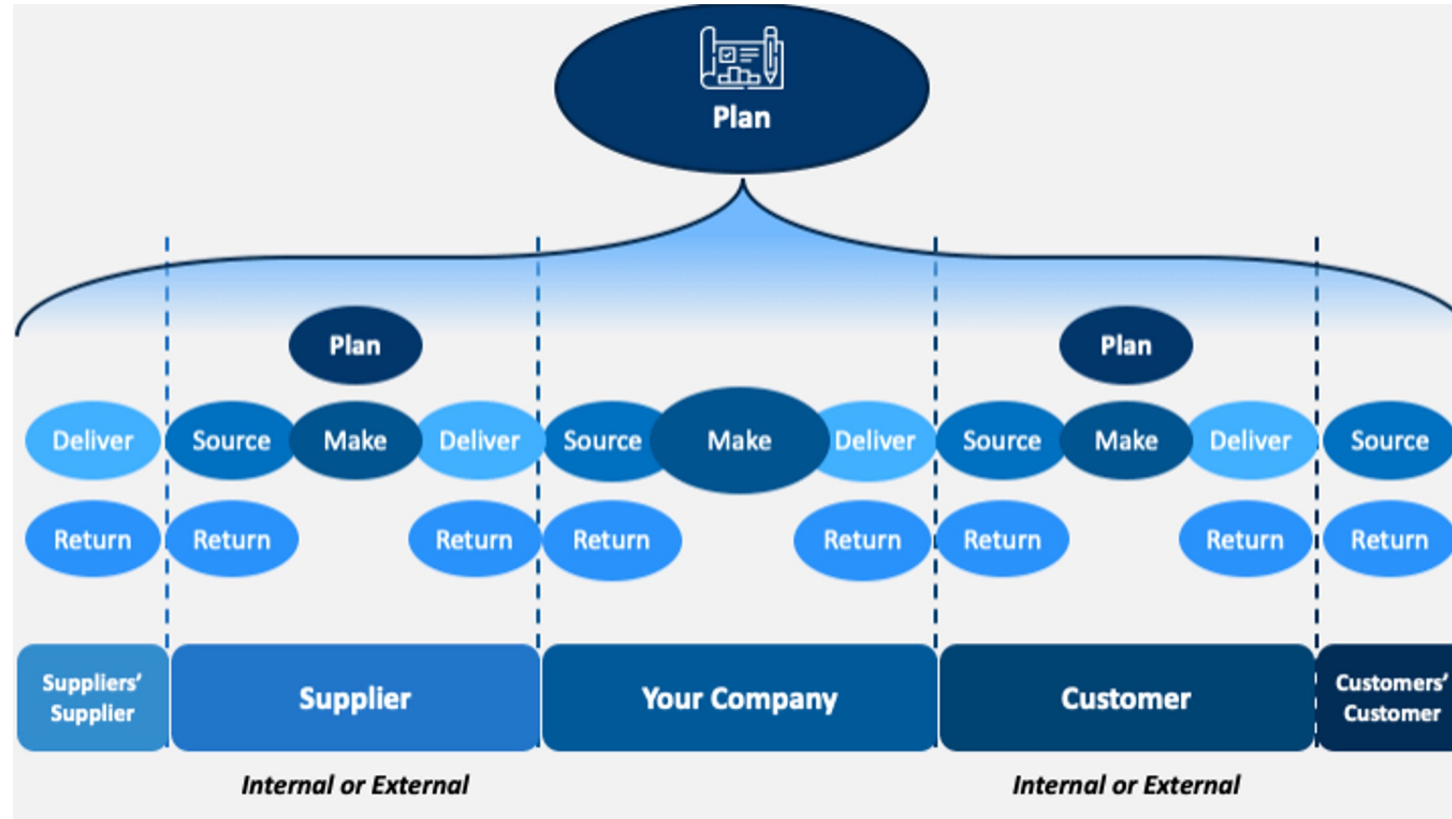 Plan
Plan Plan
Deliver Source Make Deliver Source Make Deliver Source Make Deliver Source
Return Return Return Return Return Return Return Return
Suppliers’
Supplier
Supplier
Your Company
Customer
Customers’
Customer
Internal or External Internal or External